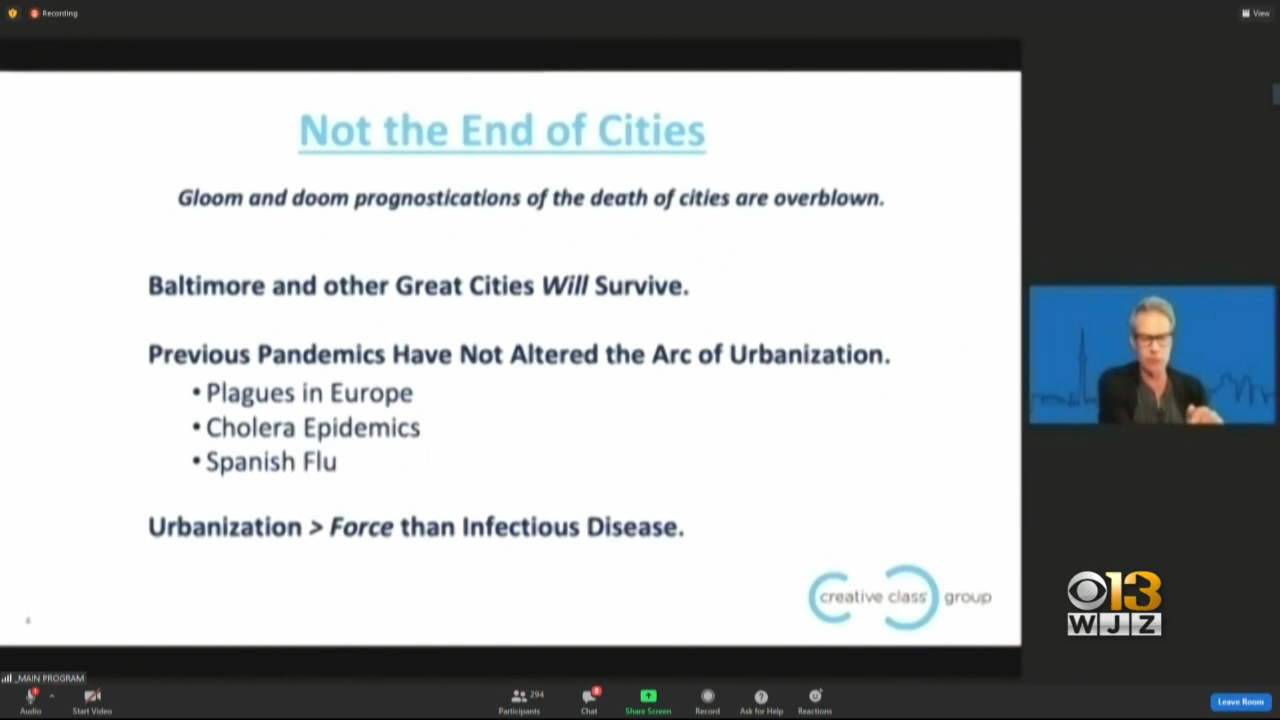 Recording
View
Not the End of Cities
Gloom and doom prognostications of the death of cities are overblown.
Baltimore and other Great Cities Will Survive.
Previous Pandemics Have Not Altered the Arc of Urbanization.
• Plagues in Europe
• Cholera Epidemics
• Spanish Flu
Urbanization > Force than Infectious Disease.
creative class group
13
WJZ
_MAIN PROGRAM
294
8
Audio
Start Video
Participants
Chat
Share Screen
Record
Ask for Help
Reactions
Leave Room